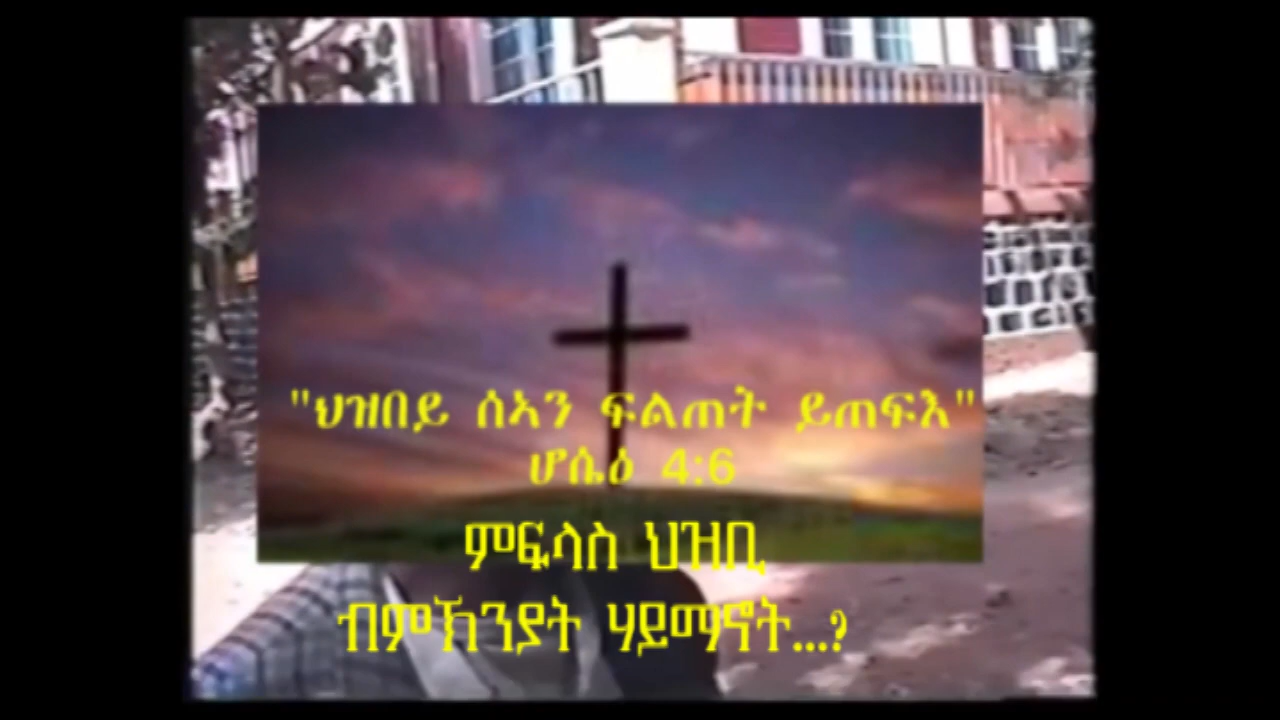 "ህዝበይ ሰኣን ፍልጠት ይጠፍእ"
ሆሴዕ 4:6
ምፍላስ ህዝቢ
ብምኽንያት ሃይማኖት...?